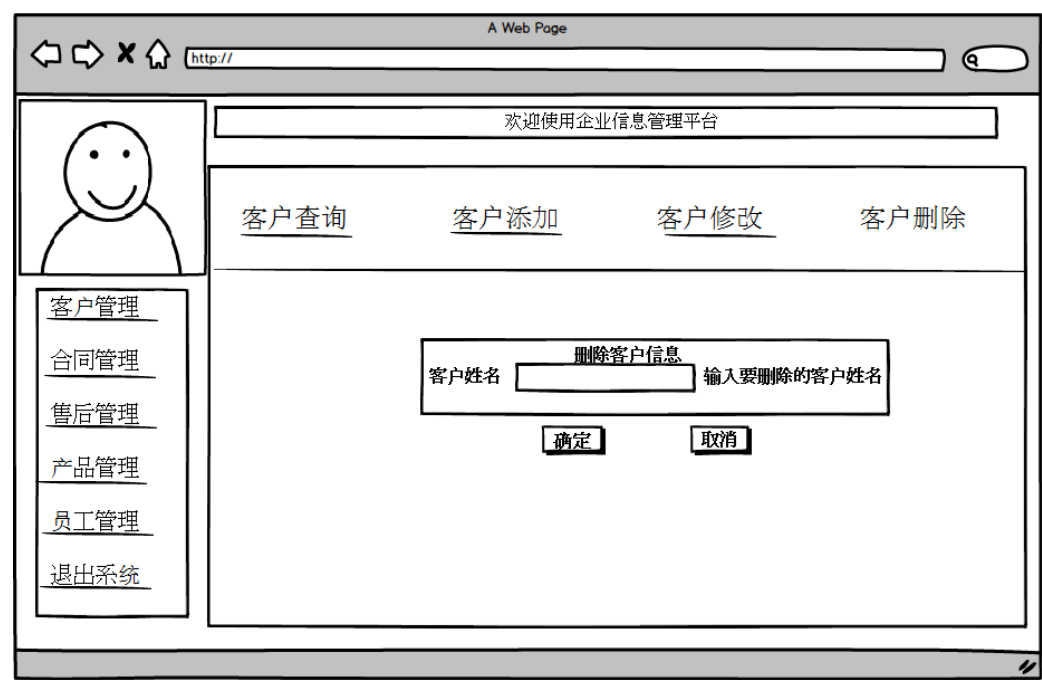 A Web Page
http://
欢迎使用企业信息管理平台
客户查询 客户添加 客户修改 客户删除
客户管理
合同管理
售后管理
产品管理
员工管理
退出系统
删除客户信息
客户姓名 输入要删除的客户姓名
确定 取消